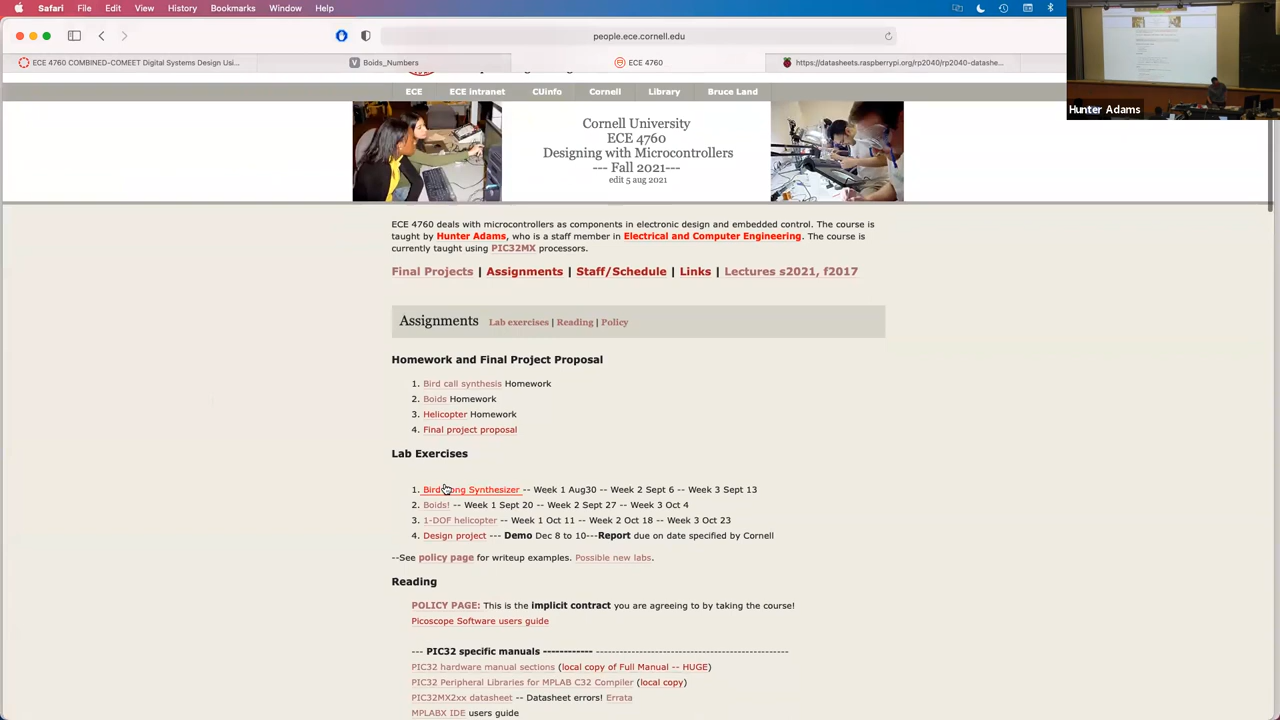 Safari File Edit View History Bookmarks Window Help
people.ece.cornell.edu
ECE 4760 COMBINED-COMEET Digital Systems Design Usi...
Boids_Numbers
ECE 4760
https://datasheets.raspberrypi.org/rp2040/rp2040-datashe...
ECE ECE intranet CUinfo Cornell Library Bruce Land
Hunter Adams
Cornell University
ECE 4760
Designing with Microcontrollers
--- Fall 2021---
edit 5 aug 2021
ECE 4760 deals with microcontrollers as components in electronic design and embedded control. The course is
taught by Hunter Adams, who is a staff member in Electrical and Computer Engineering. The course is
currently taught using PIC32MX processors.
Final Projects | Assignments | Staff/Schedule | Links | Lectures s2021, f2017
Assignments Lab exercises | Reading | Policy
Homework and Final Project Proposal
1. Bird call synthesis Homework
2. Boids Homework
3. Helicopter Homework
4. Final project proposal
Lab Exercises
1. Birdsong Synthesizer -- Week 1 Aug30 -- Week 2 Sept 6 -- Week 3 Sept 13
2. Boids! -- Week 1 Sept 20 -- Week 2 Sept 27 -- Week 3 Oct 4
3. 1-DOF helicopter -- Week 1 Oct 11 -- Week 2 Oct 18 -- Week 3 Oct 23
4. Design project --- Demo Dec 8 to 10---Report due on date specified by Cornell
--See policy page for writeup examples. Possible new labs.
Reading
POLICY PAGE: This is the implicit contract you are agreeing to by taking the course!
Picoscope Software users guide
--- PIC32 specific manuals ------------ ----------------------------------------
PIC32 hardware manual sections (local copy of Full Manual -- HUGE)
PIC32 Peripheral Libraries for MPLAB C32 Compiler (local copy)
PIC32MX2xx datasheet -- Datasheet errors! Errata
MPLABX IDE users guide